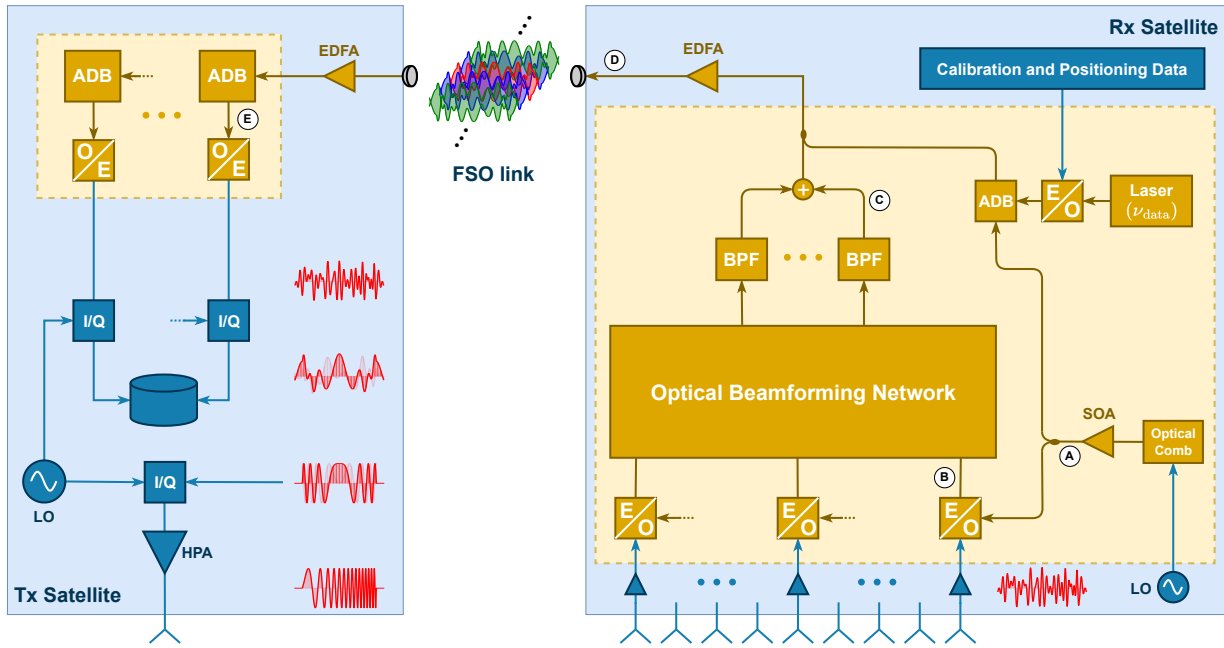 EDFA
ADB
ADB
E
O
E
O
E
I/Q
I/Q
LO
I/Q
HPA
Tx Satellite
FSO link
Rx Satellite
D
EDFA
Calibration and Positioning Data
C
ADB
E
O
Laser
(ν_data)
BPF
BPF
Optical Beamforming Network
SOA
Optical
Comb
A
B
E
O
E
O
E
O
LO